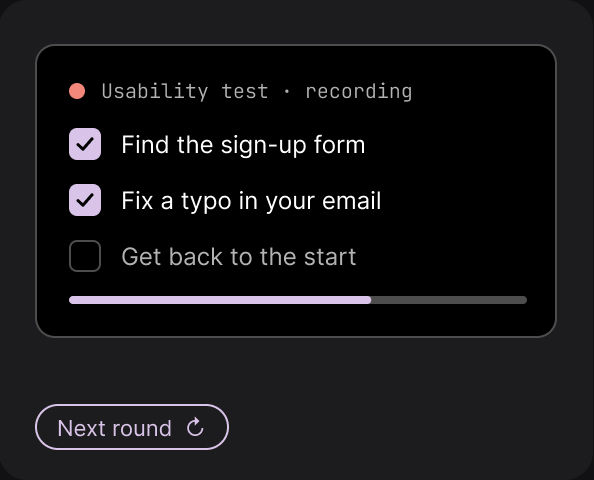 Usability test · recording
Find the sign-up form
Fix a typo in your email
Get back to the start
Next round